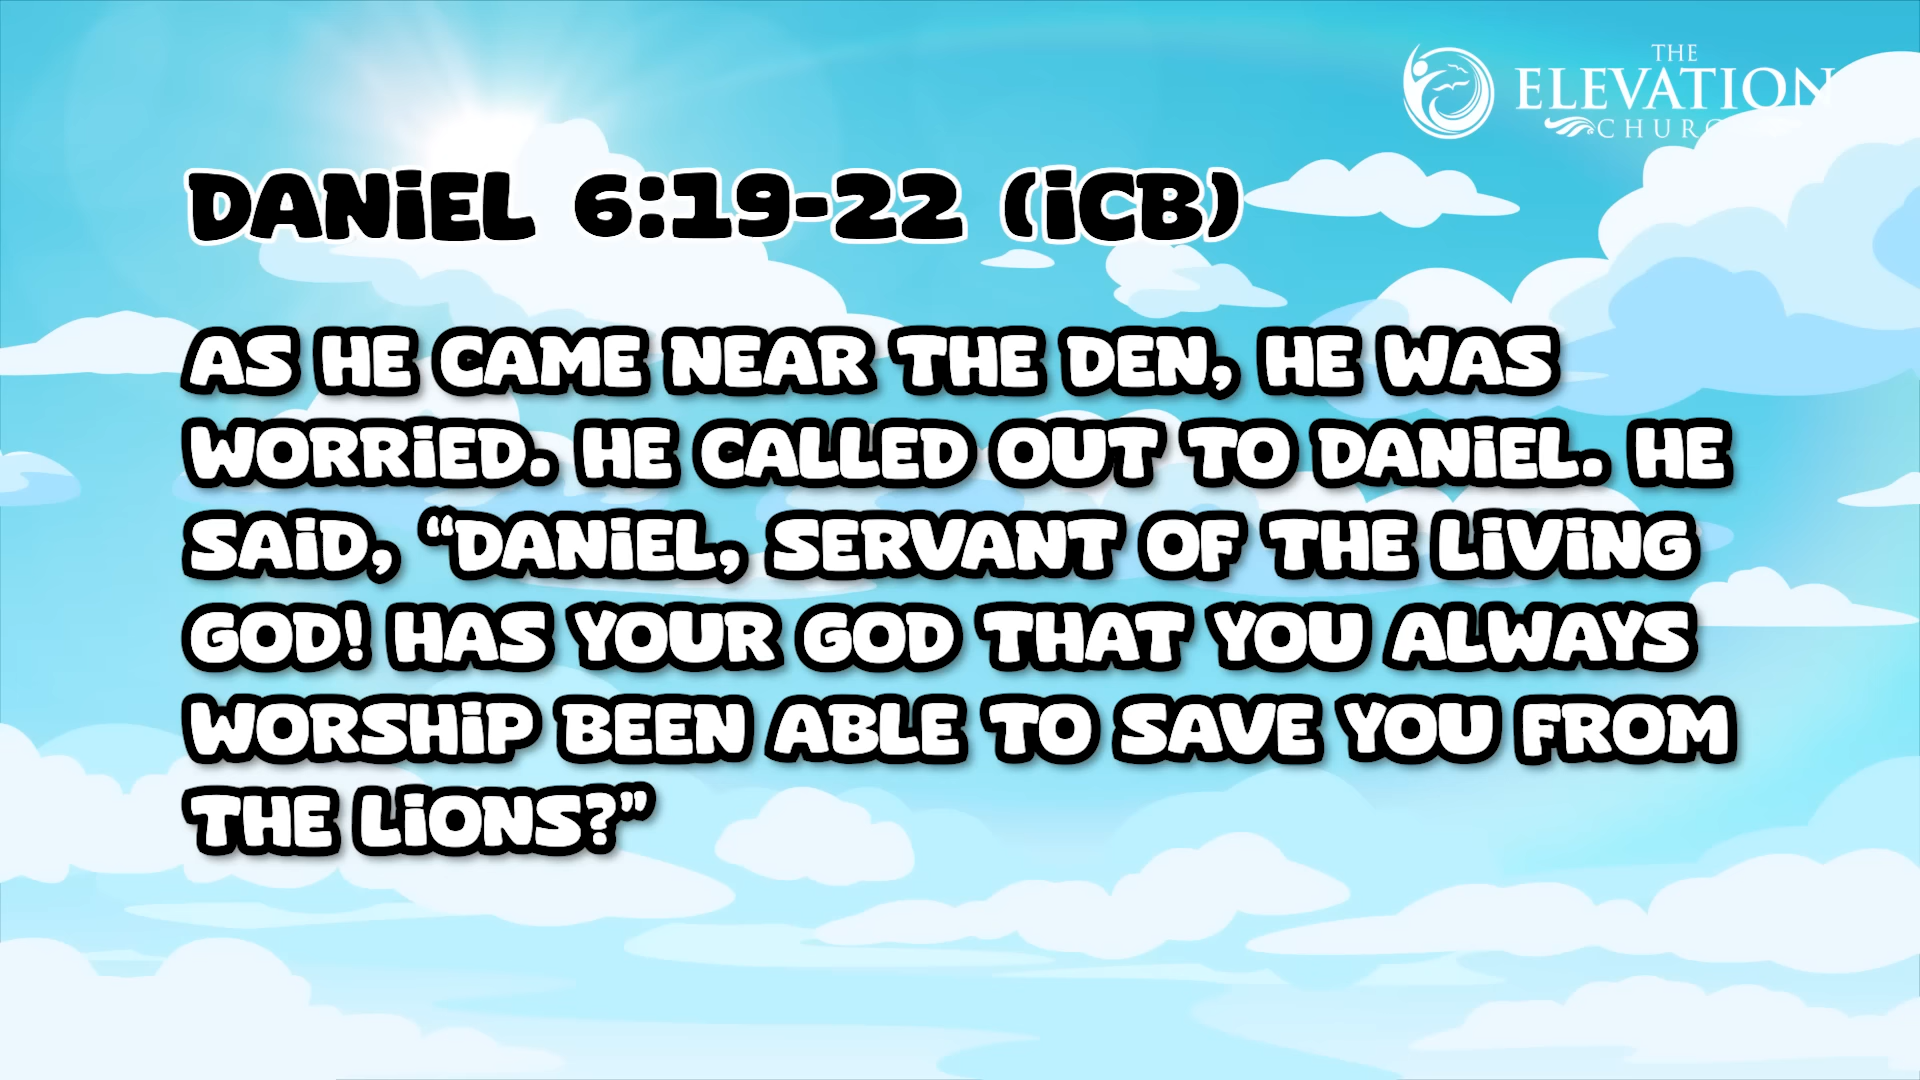 THE
ELEVATION
CHURC
DANiEL 6:19-22 (iCB)
AS HE CAME NEAR THE DEN, HE WAS
WORRiED. HE CALLED OUT TO DANiEL. HE
SAiD, “DANiEL, SERVANT OF THE LiViNG
GOD! HAS YOUR GOD THAT YOU ALWAYS
WORSHiP BEEN ABLE TO SAVE YOU FROM
THE LiONS?”